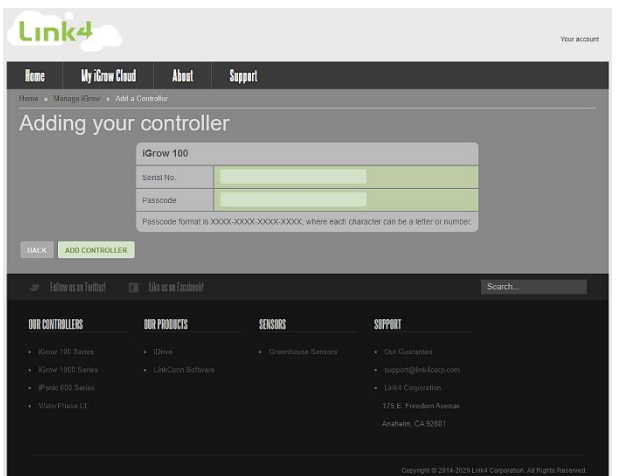 Link4
Your account
Home My iGrow Cloud About Support
Home Manage iGrow Add a Controller
Adding your controller
iGrow 100
Serial No.
Passcode
Passcode format is XXXX-XXXX-XXXX-XXXX, where each character can be a letter or number.
BACK ADD CONTROLLER
Follow us on Twitter! Like us on Facebook! Search...
OUR CONTROLLERS OUR PRODUCTS SENSORS SUPPORT
iGrow 100 Series iDrive Greenhouse Sensors Our Guarantee
iGrow 1000 Series LinkConn Software support@link4corp.com
iPonic 600 Series Link4 Corporation
Water Phase LT 175 E. Freedom Avenue
Anaheim, CA 92801
Copyright © 2014-2020 Link4 Corporation. All Rights Reserved.